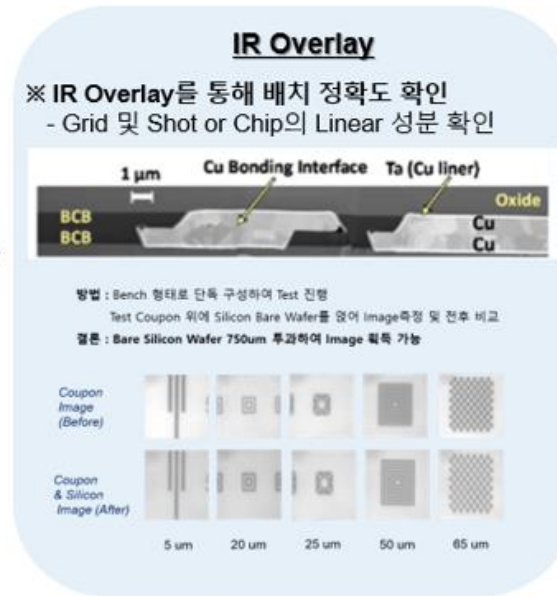 IR Overlay
※ IR Overlay를 통해 배치 정확도 확인
- Grid 및 Shot or Chip의 Linear 성분 확인
1 μm
Cu Bonding Interface
Ta (Cu liner)
Oxide
BCB
BCB
Cu
Cu
방법 : Bench 형태로 단독 구성하여 Test 진행
Test Coupon 위에 Silicon Bare Wafer를 얹어 Image측정 및 전후 비교
결론 : Bare Silicon Wafer 750um 투과하여 Image 획득 가능
Coupon
Image
(Before)
Coupon
& Silicon
Image (After)
5 um
20 um
25 um
50 um
65 um